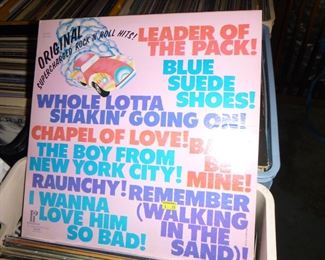 ORIGINAL
SUPERCHARGED ROCK N' ROLL HITS!
LEADER OF
THE PACK!
BLUE
SUEDE
SHOES!
WHOLE LOTTA
SHAKIN' GOING ON!
CHAPEL OF LOVE!
THE BOY FROM
NEW YORK CITY!
BE
MINE!
RAUNCHY!
REMEMBER
(WALKING
IN THE
SAND)!
I WANNA
LOVE HIM
SO BAD!